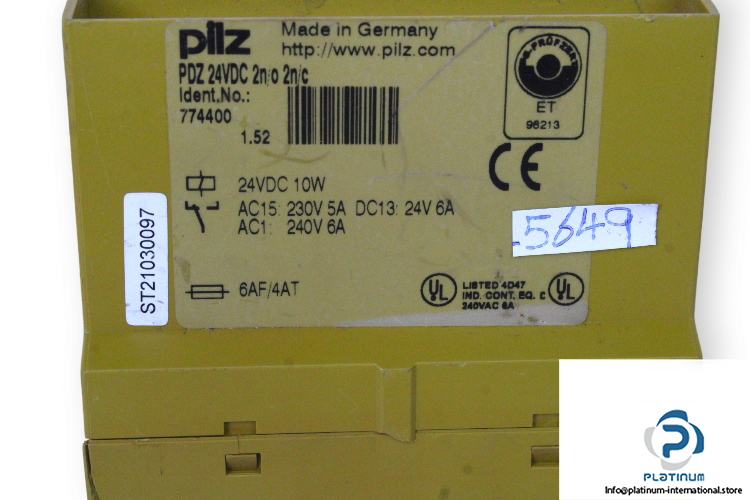 pilz
Made in Germany
http://www.pilz.com
PDZ 24VDC 2n/o 2n/c
Ident.No.:
774400
1.52
ET
96213
CE
24VDC 10W
AC15: 230V 5A DC13: 24V 6A
AC1: 240V 6A
6AF/4AT
UL
LISTED 4D47
IND. CONT. EQ.
240VAC 6A
C
UL
ST21030097
5649
PLATINUM
Info@platinum-international.store